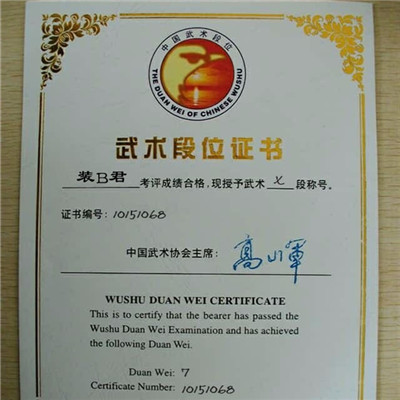 中国武术段位
THE DUAN WEI OF CHINESE WUSHU
武术段位证书
装B君 考评成绩合格,现授予武术 七 段称号。
证书编号: 10151068
中国武术协会主席: 高小军
WUSHU DUAN WEI CERTIFICATE
This is to certify that the bearer has passed the
Wushu Duan Wei Examination and has achieved
the following Duan Wei.
Duan Wei: 7
Certificate Number: 10151068